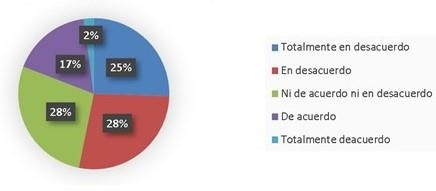 2%
17%
25%
28%
28%
Totalmente en desacuerdo
En desacuerdo
Ni de acuerdo ni en desacuerdo
De acuerdo
Totalmente deacuerdo